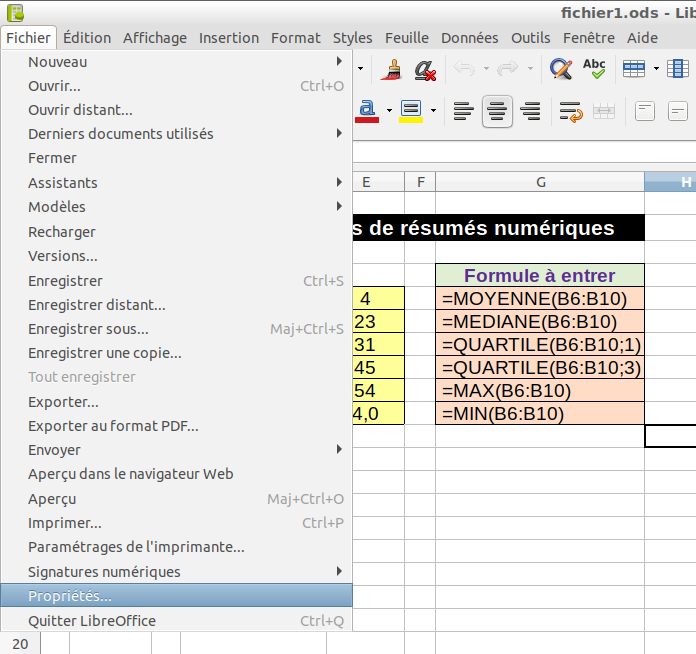 fichier1.ods - Lib
Fichier Édition Affichage Insertion Format Styles Feuille Données Outils Fenêtre Aide
Nouveau
Ouvrir... Ctrl+O
Ouvrir distant...
Derniers documents utilisés
Fermer
Assistants
Modèles
Recharger
Versions...
Enregistrer Ctrl+S
Enregistrer distant...
Enregistrer sous... Maj+Ctrl+S
Enregistrer une copie...
Tout enregistrer
Exporter...
Exporter au format PDF...
Envoyer
Aperçu dans le navigateur Web
Aperçu Maj+Ctrl+O
Imprimer... Ctrl+P
Paramétrages de l'imprimante...
Signatures numériques
Propriétés...
Quitter LibreOffice Ctrl+Q
20
Abc
a
E F G H
s de résumés numériques
Formule à entrer
4 =MOYENNE(B6:B10)
23 =MEDIANE(B6:B10)
31 =QUARTILE(B6:B10;1)
45 =QUARTILE(B6:B10;3)
54 =MAX(B6:B10)
4,0 =MIN(B6:B10)